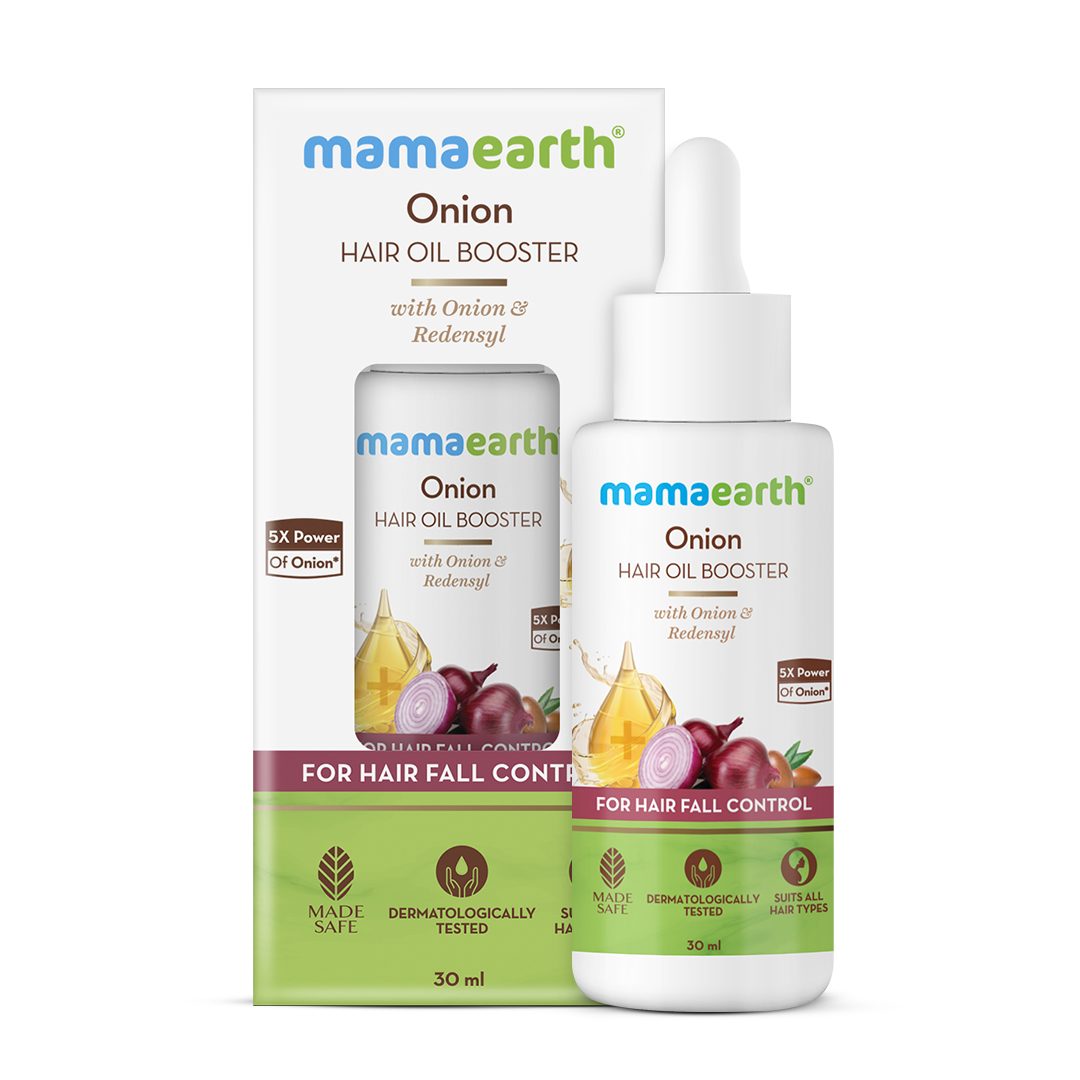 mamaearth®
Onion
HAIR OIL BOOSTER
with Onion &
Redensyl
mamaearth
Onion
HAIR OIL BOOSTER
with Onion &
Redensyl
5X Power
Of Onion*
FOR HAIR FALL
MADE
SAFE
DERMATOLOGICALLY
TESTED
30 ml
mamaearth®
Onion
HAIR OIL BOOSTER
with Onion &
Redensyl
5X Power
Of Onion*
FOR HAIR FALL CONTROL
MADE
SAFE
DERMATOLOGICALLY
TESTED
SUITS ALL
HAIR TYPES
30 ml